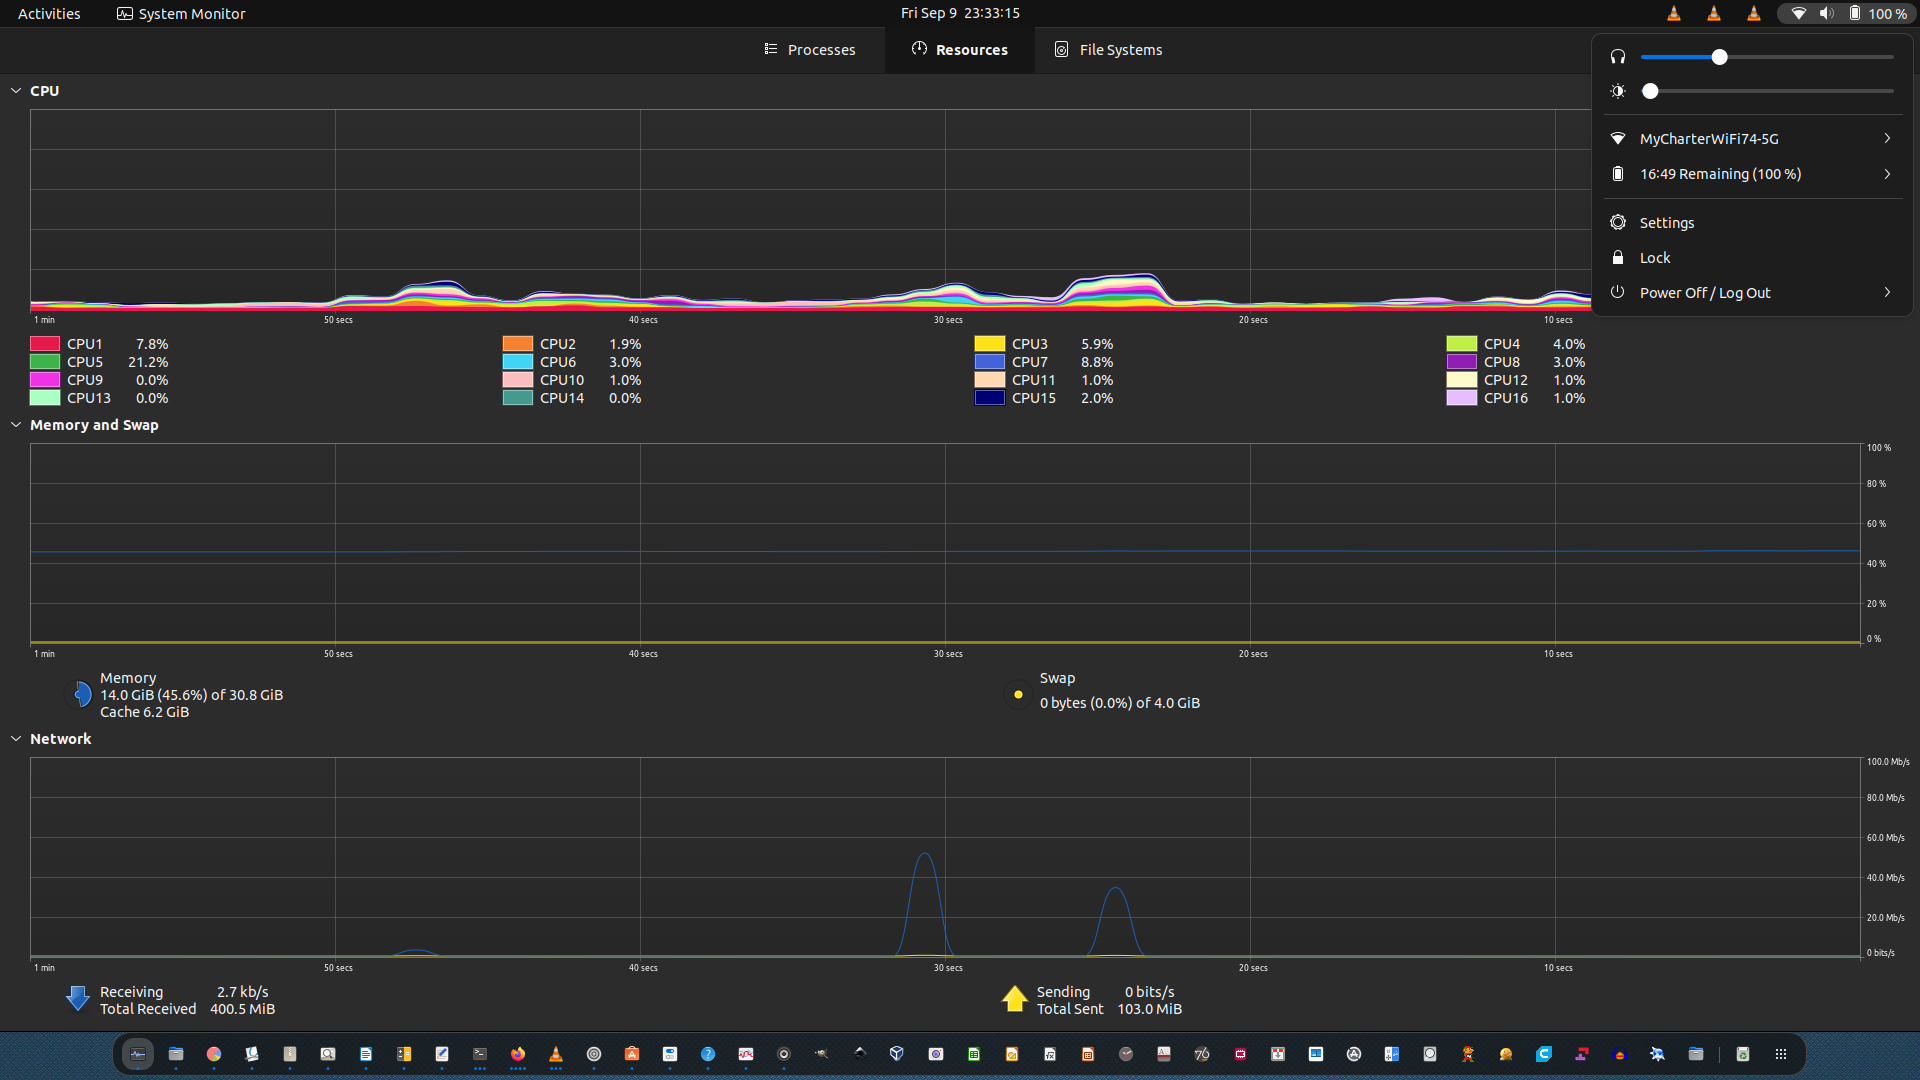 Activities
System Monitor
Fri Sep 9 23:33:15
100 %
Processes
Resources
File Systems
MyCharterWiFi74-5G
16:49 Remaining (100 %)
Settings
Lock
Power Off / Log Out
CPU
1 min
50 secs
40 secs
30 secs
20 secs
10 secs
CPU1 7.8%
CPU2 1.9%
CPU3 5.9%
CPU4 4.0%
CPU5 21.2%
CPU6 3.0%
CPU7 8.8%
CPU8 3.0%
CPU9 0.0%
CPU10 1.0%
CPU11 1.0%
CPU12 1.0%
CPU13 0.0%
CPU14 0.0%
CPU15 2.0%
CPU16 1.0%
Memory and Swap
100 %
80 %
60 %
40 %
20 %
0 %
1 min
50 secs
40 secs
30 secs
20 secs
10 secs
Memory
14.0 GiB (45.6%) of 30.8 GiB
Cache 6.2 GiB
Swap
0 bytes (0.0%) of 4.0 GiB
Network
100.0 Mb/s
80.0 Mb/s
60.0 Mb/s
40.0 Mb/s
20.0 Mb/s
0 bits/s
1 min
50 secs
40 secs
30 secs
20 secs
10 secs
Receiving 2.7 kb/s
Total Received 400.5 MiB
Sending 0 bits/s
Total Sent 103.0 MiB
76